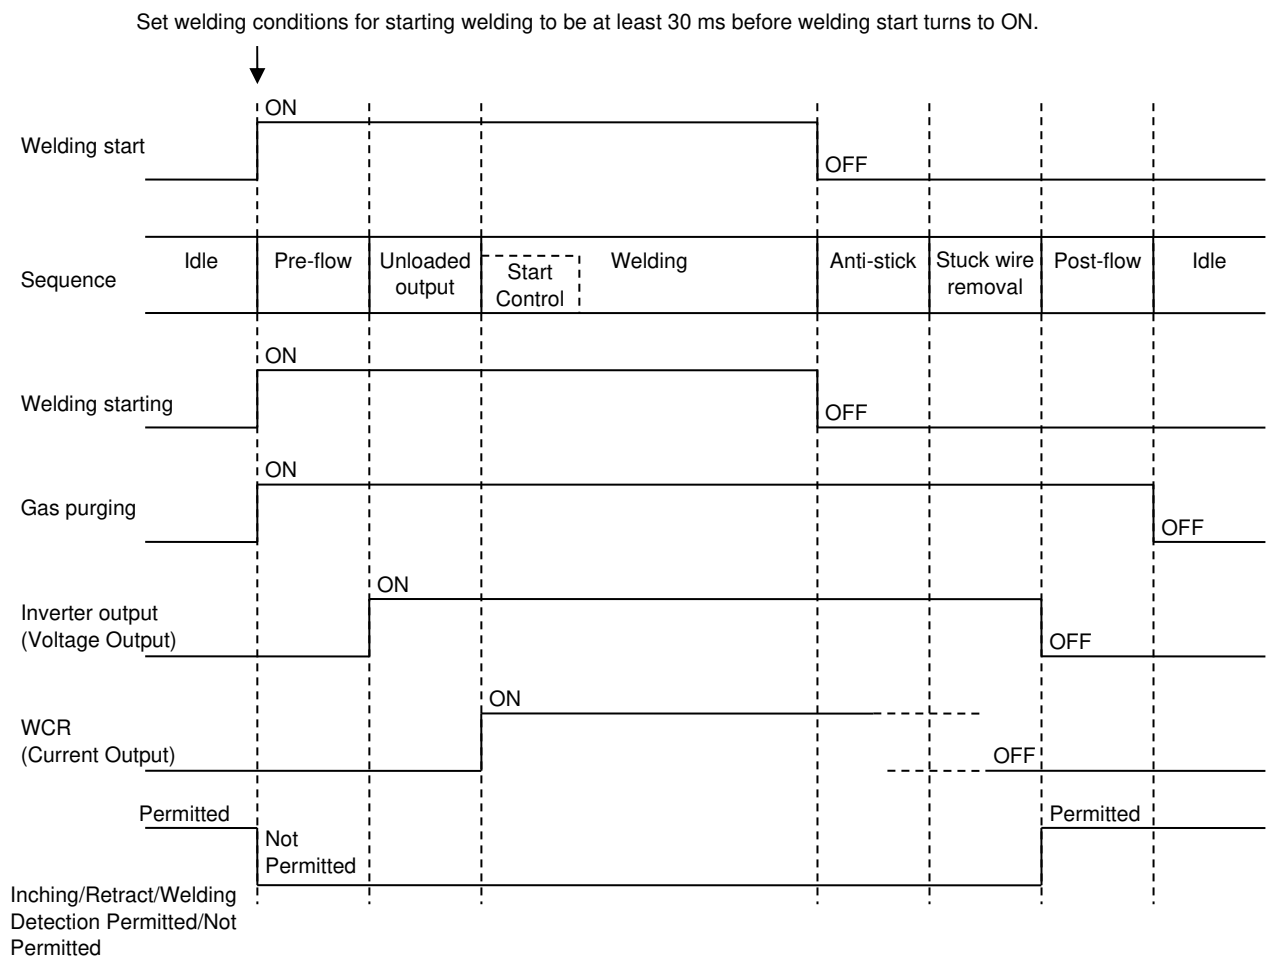 Set welding conditions for starting welding to be at least 30 ms before welding start turns to ON.
ON
Welding start
OFF
Idle
Pre-flow
Unloaded
output
Start
Control
Welding
Anti-stick
Stuck wire
removal
Post-flow
Idle
Sequence
ON
Welding starting
OFF
ON
Gas purging
OFF
ON
Inverter output
(Voltage Output)
OFF
ON
WCR
(Current Output)
OFF
Permitted
Not
Permitted
Permitted
Inching/Retract/Welding
Detection Permitted/Not
Permitted